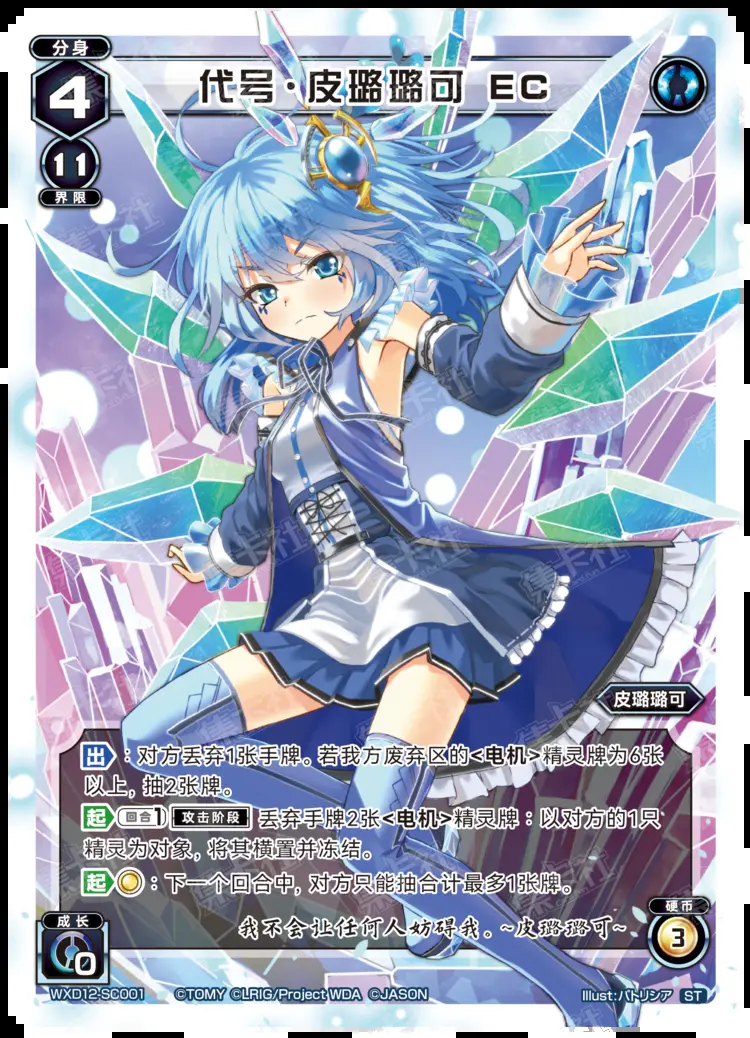 分身
4
代号·皮璐璐可 EC
11
界限
皮璐璐可
出:对方丢弃1张手牌。若我方废弃区的<电机>精灵牌为6张
以上,抽2张牌。
起 回合1 攻击阶段 丢弃手牌2张<电机>精灵牌:以对方的1只
精灵为对象,将其横置并冻结。
起:下一个回合中,对方只能抽合计最多1张牌。
我不会让任何人妨碍我。~皮璐璐可~
成长
0
硬币
3
WXD12-SC001 ©TOMY ©LRIG/Project WDA ©JASON
Illust:パトリシア ST
集卡社